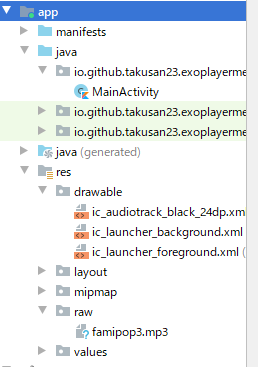 app
manifests
java
io.github.takusan23.exoplayerme
MainActivity
io.github.takusan23.exoplayerme
io.github.takusan23.exoplayerme
java (generated)
res
drawable
ic_audiotrack_black_24dp.xm
ic_launcher_background.xml
ic_launcher_foreground.xml (
layout
mipmap
raw
famipop3.mp3
values